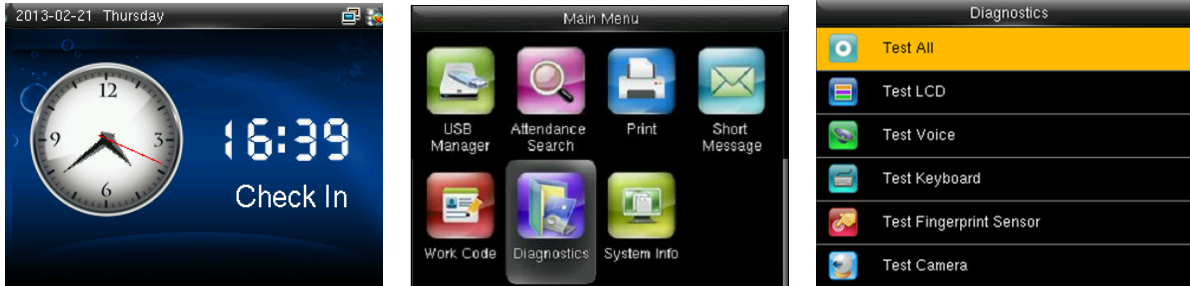 2013-02-21 Thursday
12
9
3
6
16:39
Check In
Main Menu
USB Manager
Attendance Search
Print
Short Message
Work Code
Diagnostics
System Info
Diagnostics
Test All
Test LCD
Test Voice
Test Keyboard
Test Fingerprint Sensor
Test Camera